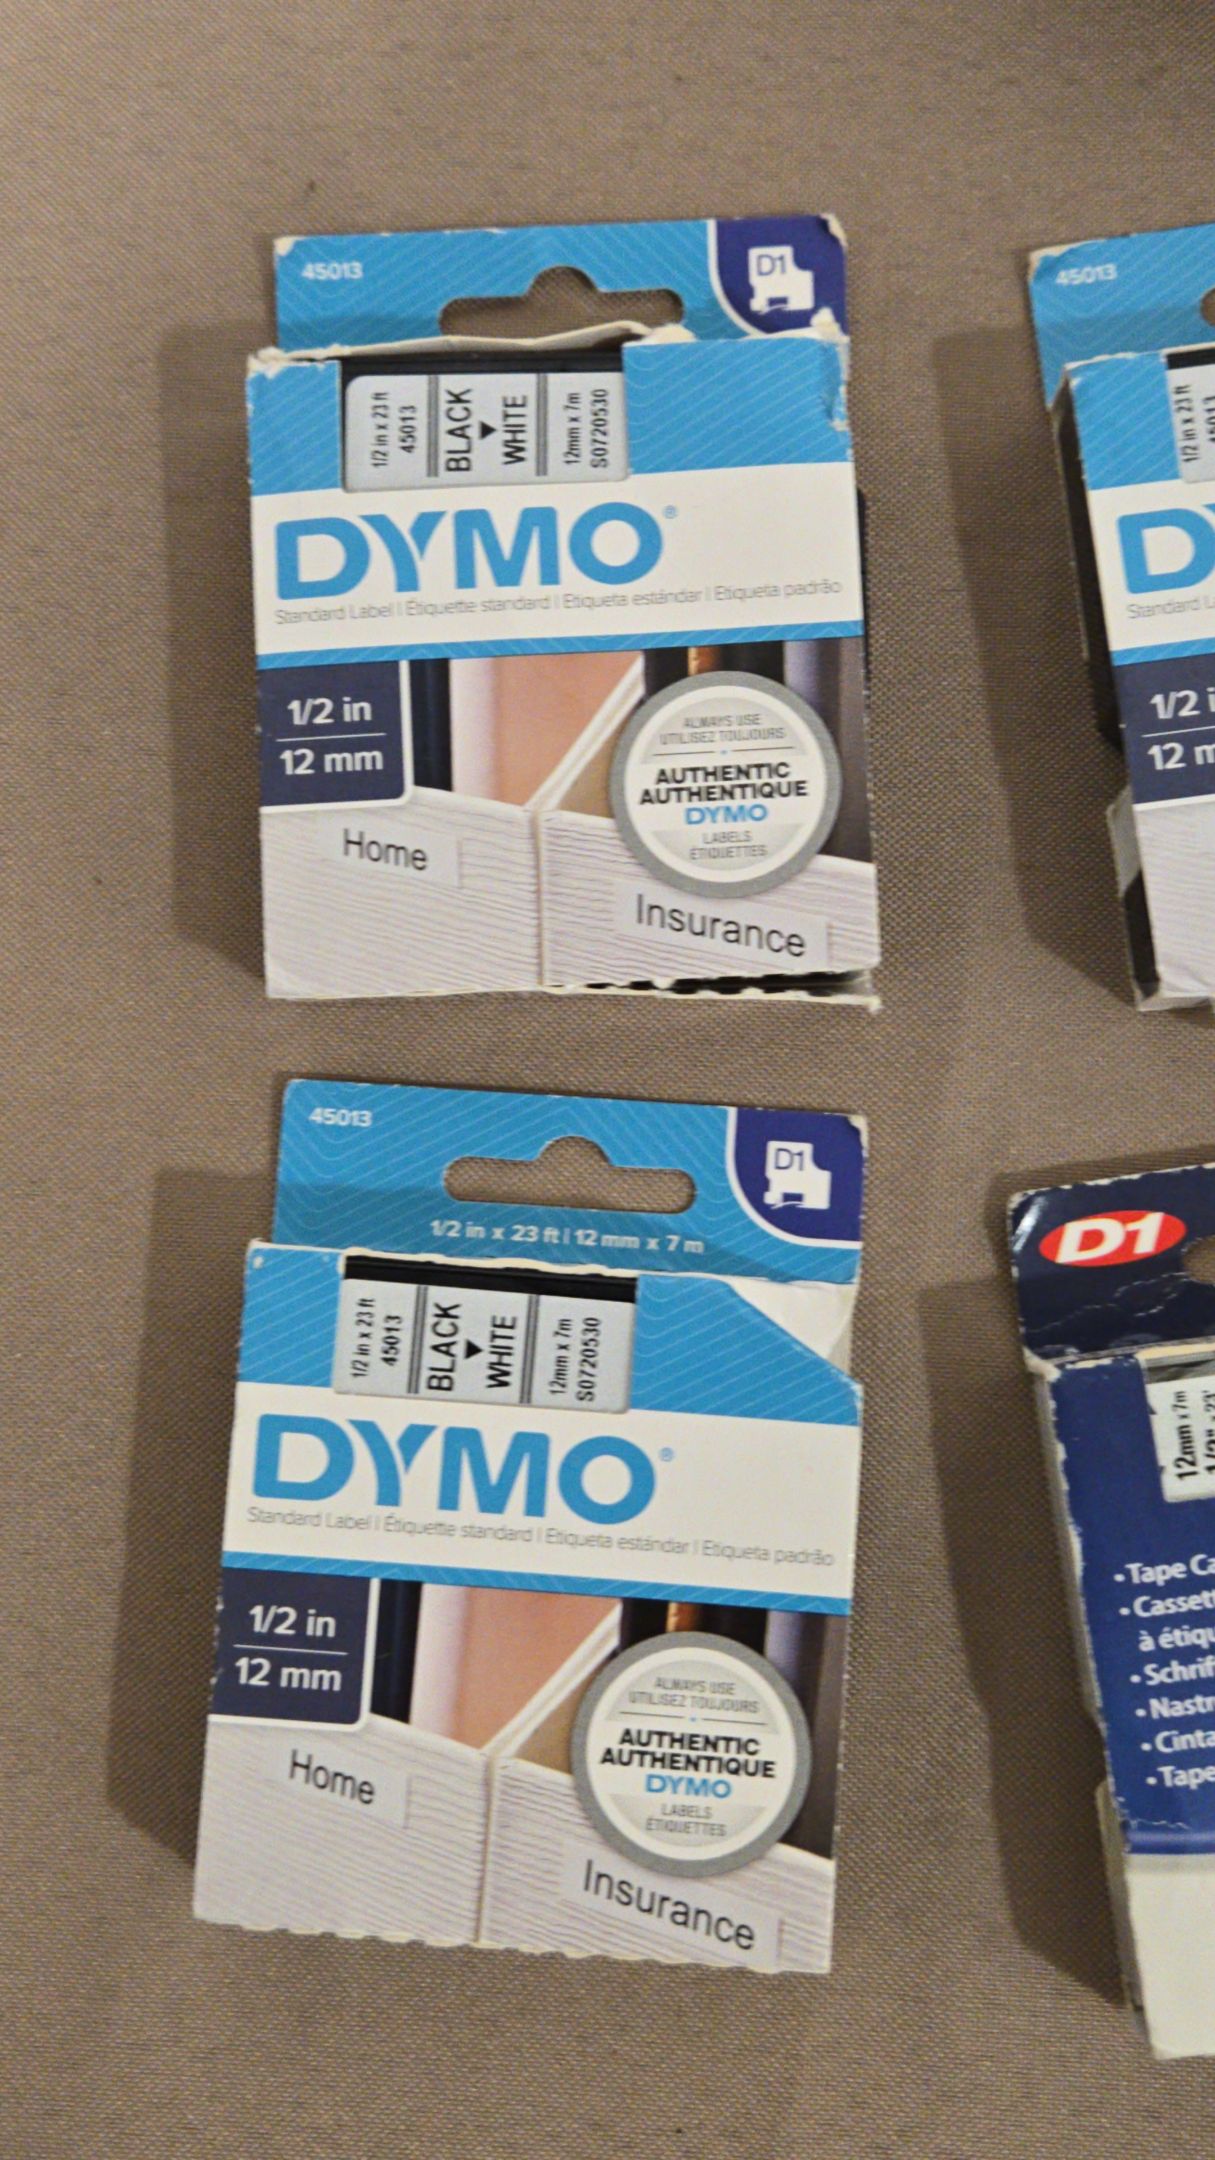 45013
D1
1/2 in x 23 ft
45013
BLACK
WHITE
12mm x 7m
S0720530
DYMO®
Standard Label | Étiquette standard | Etiqueta estándar | Etiqueta padrão
1/2 in
12 mm
ALWAYS USE
UTILISEZ TOUJOURS
AUTHENTIC
AUTHENTIQUE
DYMO
LABELS
ÉTIQUETTES
Home
Insurance
45013
1/2 in x 23 ft
45013
DY
Standard
1/2 i
12 m
45013
D1
1/2 in x 23 ft | 12 mm x 7 m
1/2 in x 23 ft
45013
BLACK
WHITE
12mm x 7m
S0720530
DYMO®
Standard Label | Étiquette standard | Etiqueta estándar | Etiqueta padrão
1/2 in
12 mm
ALWAYS USE
UTILISEZ TOUJOURS
AUTHENTIC
AUTHENTIQUE
DYMO
LABELS
ÉTIQUETTES
Home
Insurance
D1
12mm x 7m
• Tape Ca
• Cassett
à étiqu
• Schrif
• Nastr
• Cinta
• Tape